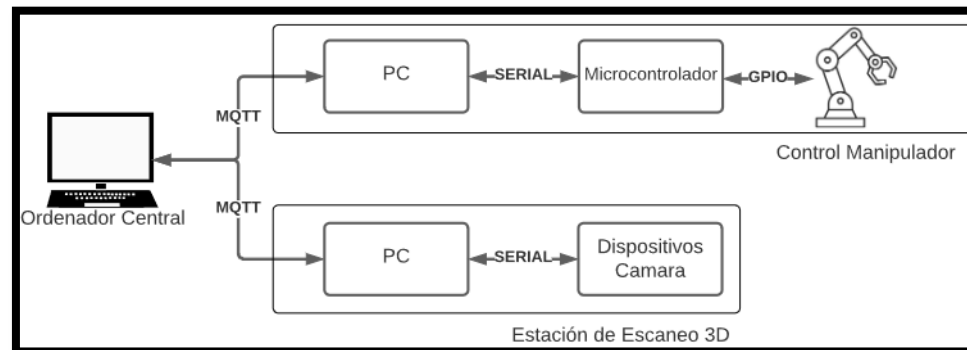 PC
SERIAL
Microcontrolador
GPIO
MQTT
Control Manipulador
Ordenador Central
MQTT
PC
SERIAL
Dispositivos
Camara
Estación de Escaneo 3D